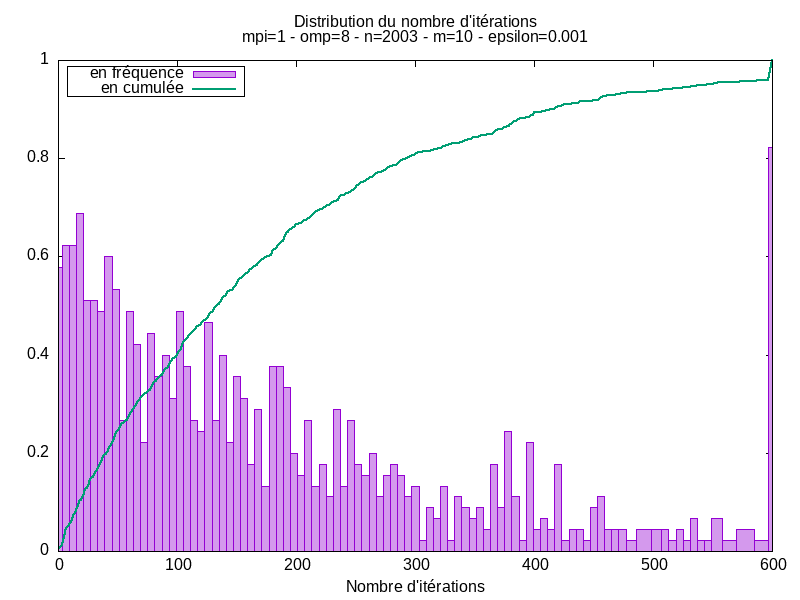 Distribution du nombre d'itérations
mpi=1 - omp=8 - n=2003 - m=10 - epsilon=0.001
en fréquence
en cumulée
1
0.8
0.6
0.4
0.2
0
0 100 200 300 400 500 600
Nombre d'itérations